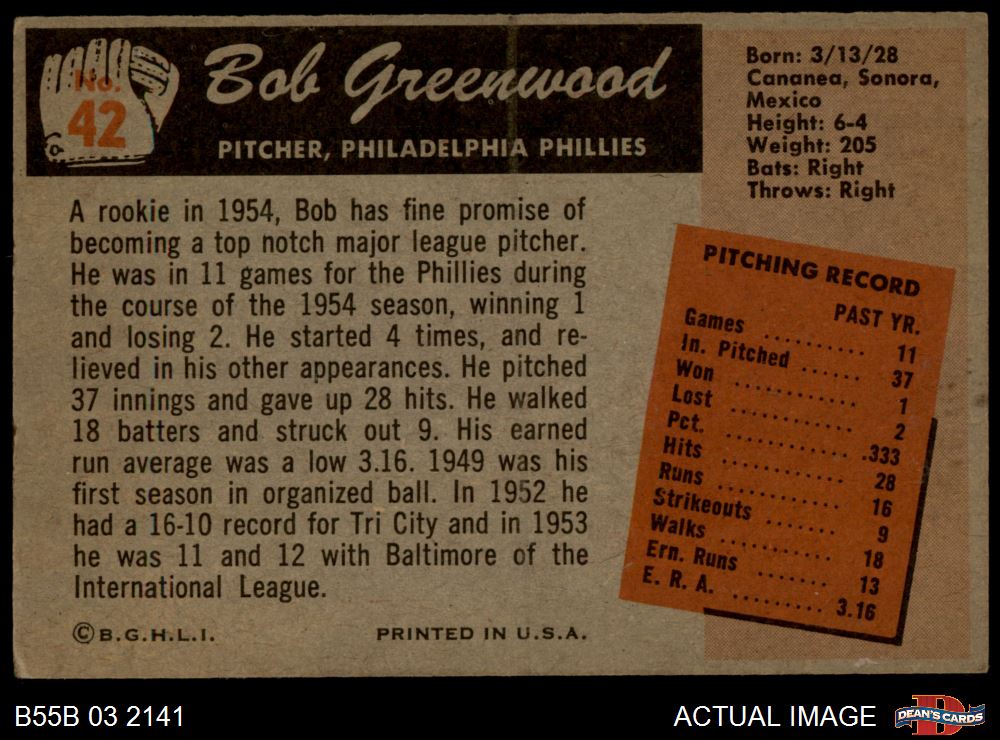 No.
42
Bob Greenwood
PITCHER, PHILADELPHIA PHILLIES
A rookie in 1954, Bob has fine promise of
becoming a top notch major league pitcher.
He was in 11 games for the Phillies during
the course of the 1954 season, winning 1
and losing 2. He started 4 times, and re-
lieved in his other appearances. He pitched
37 innings and gave up 28 hits. He walked
18 batters and struck out 9. His earned
run average was a low 3.16. 1949 was his
first season in organized ball. In 1952 he
had a 16-10 record for Tri City and in 1953
he was 11 and 12 with Baltimore of the
International League.
©B.G.H.L.I. PRINTED IN U.S.A.
Born: 3/13/28
Cananea, Sonora,
Mexico
Height: 6-4
Weight: 205
Bats: Right
Throws: Right
PITCHING RECORD
PAST YR.
Games .......... 11
In. Pitched ...... 37
Won ............ 1
Lost ............ 2
Pct. ............ .333
Hits ............ 28
Runs ............ 16
Strikeouts ....... 9
Walks ............ 18
Ern. Runs ....... 13
E. R. A. ......... 3.16
B55B 03 2141
ACTUAL IMAGE
D
DEAN'S CARDS